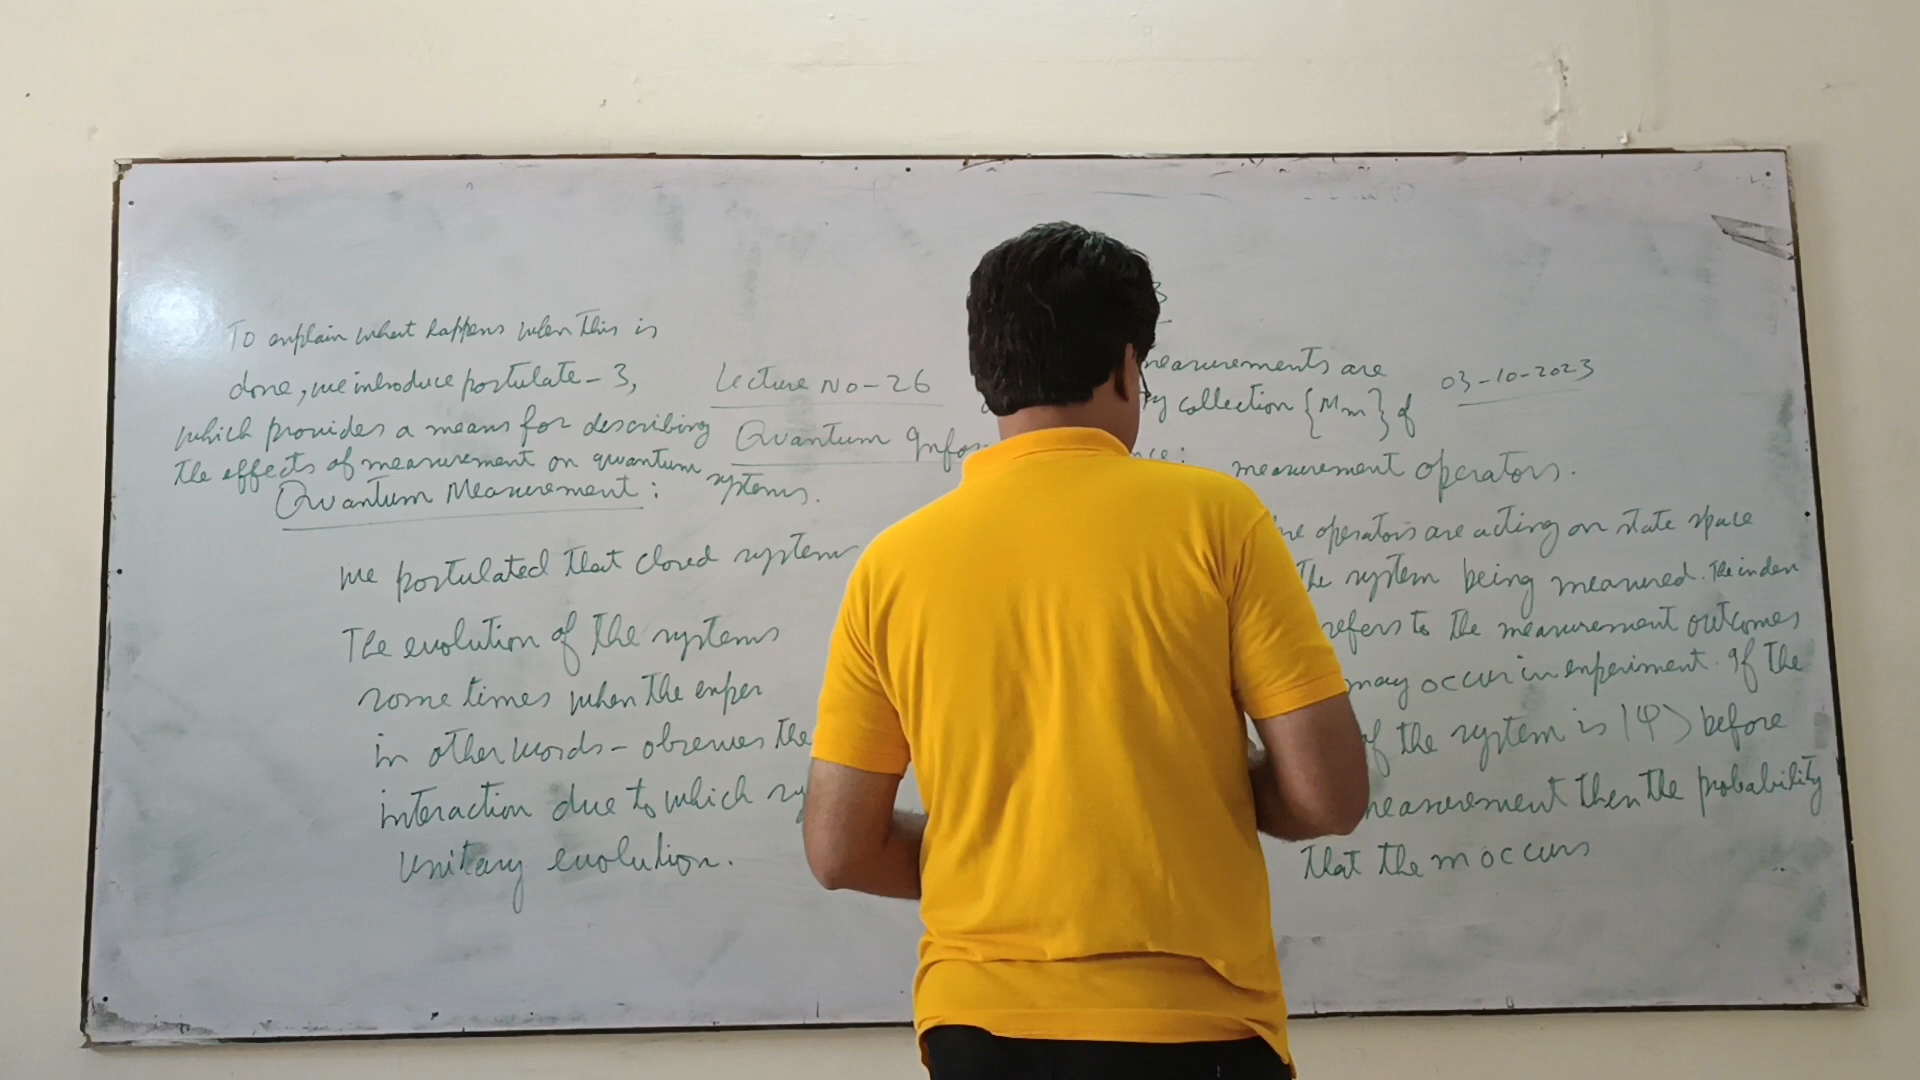 Lecture No-26
03-10-2023
Quantum Infor
nce:
To explain what happens when this is
done, we introduce postulate-3,
which provides a means for describing
the effects of measurement on quantum
systems.
Quantum Measurement:
We postulated that closed system
The evolution of the systems
some times when the exper
in other words - observes the
interaction due to which sy
unitary evolution.
3
measurements are
by collection {Mm} of
measurement operators.
operators are acting on state space
the system being measured. The index
refers to the measurement outcomes
may occur in experiment. If the
of the system is |Ψ⟩ before
measurement then the probability
that the m occurs